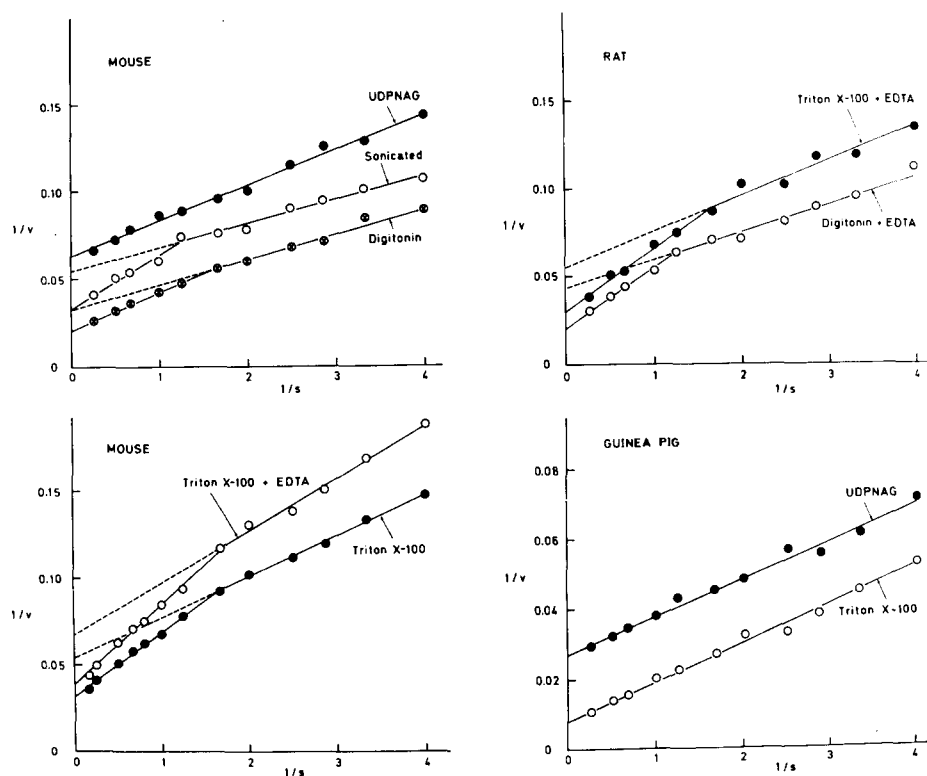 MOUSE
UDPNAG
Sonicated
Digitonin
0.15
0.10
0.05
0
1/v
0 1 2 3 4
1/s
RAT
Triton X-100 + EDTA
Digitonin + EDTA
0.15
0.10
0.05
0
1/v
0 1 2 3 4
1/s
MOUSE
Triton X-100 + EDTA
Triton X-100
0.15
0.10
0.05
0
1/v
0 1 2 3 4
1/s
GUINEA PIG
UDPNAG
Triton X-100
0.08
0.06
0.04
0.02
0
1/v
0 1 2 3 4
1/s